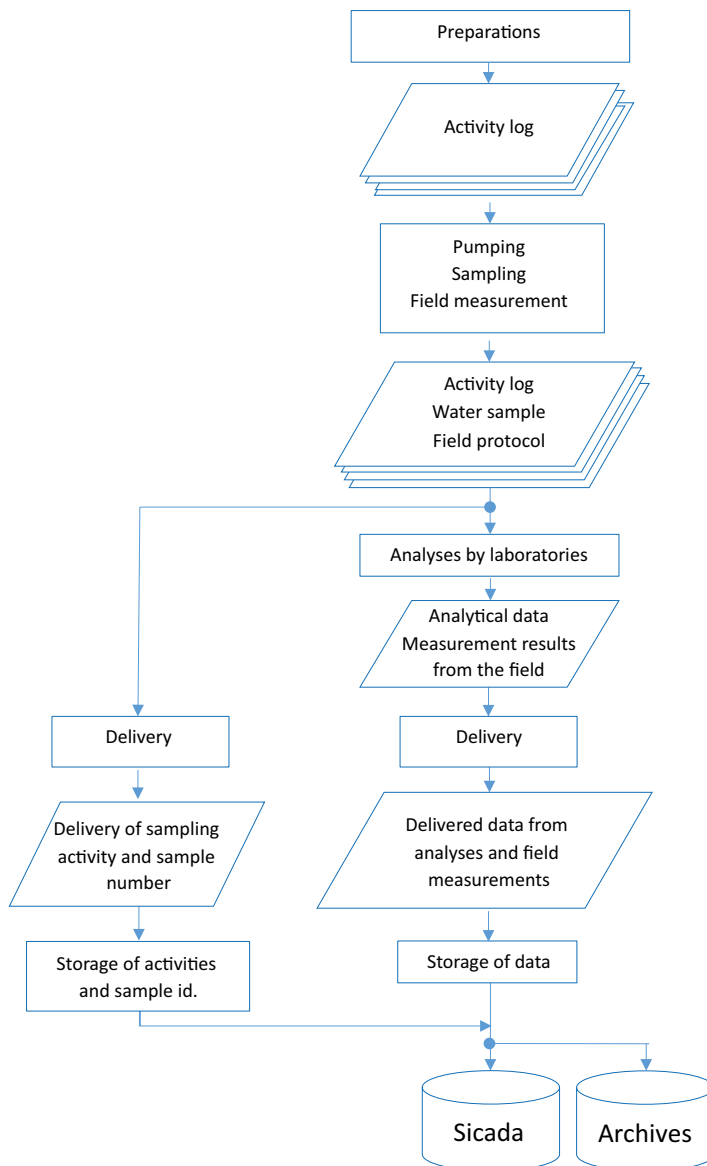 Preparations
Activity log
Pumping
Sampling
Field measurement
Activity log
Water sample
Field protocol
Analyses by laboratories
Analytical data
Measurement results
from the field
Delivery
Delivery
Delivery of sampling
activity and sample
number
Delivered data from
analyses and field
measurements
Storage of activities
and sample id.
Storage of data
Sicada
Archives